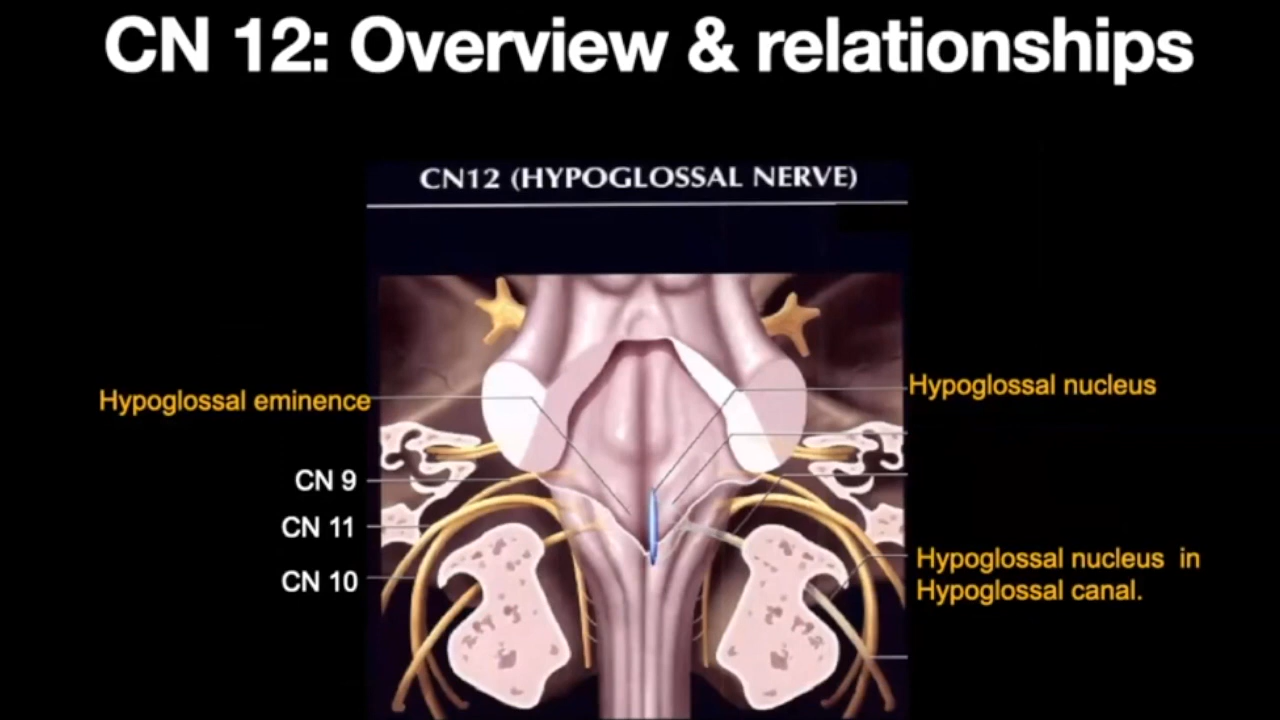 CN 12: Overview & relationships
CN12 (HYPOGLOSSAL NERVE)
Hypoglossal eminence
Hypoglossal nucleus
CN 9
CN 11
CN 10
Hypoglossal nucleus in
Hypoglossal canal.